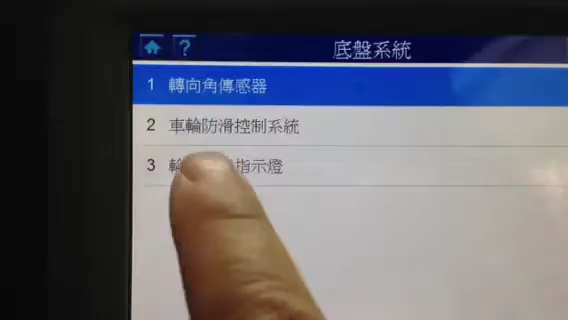 ?
底盤系統
1 轉向角傳感器
2 車輪防滑控制系統
3 輪 指示燈